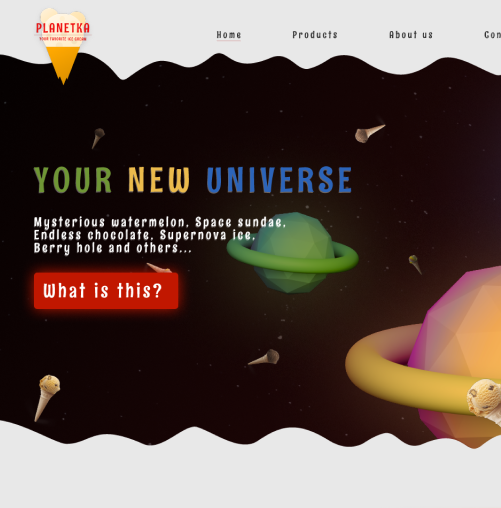 PLANETKA
YOUR FAVORITE ICE-CREAM
Home
Products
About us
YOUR NEW UNIVERSE
Mysterious watermelon, Space sundae,
Endless chocolate, Supernova ice,
Berry hole and others...
What is this?